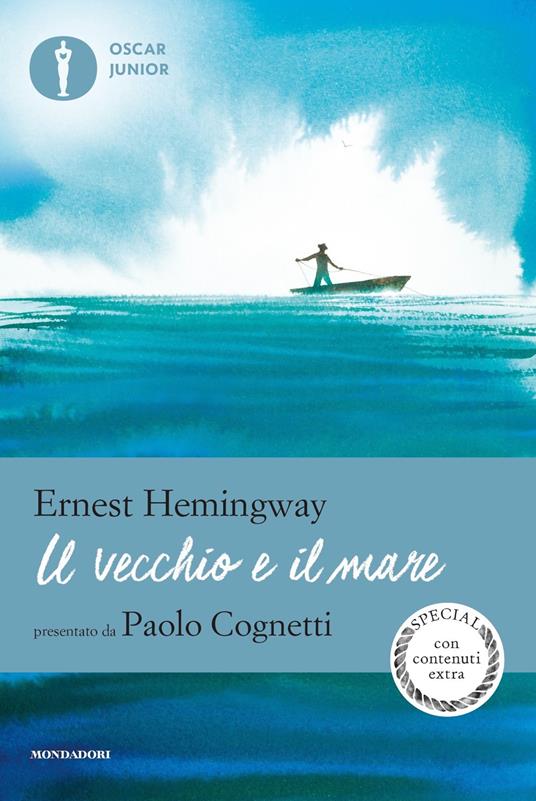 OSCAR
JUNIOR
Ernest Hemingway
Il vecchio e il mare
presentato da Paolo Cognetti
SPECIAL
con
contenuti
extra
MONDADORI